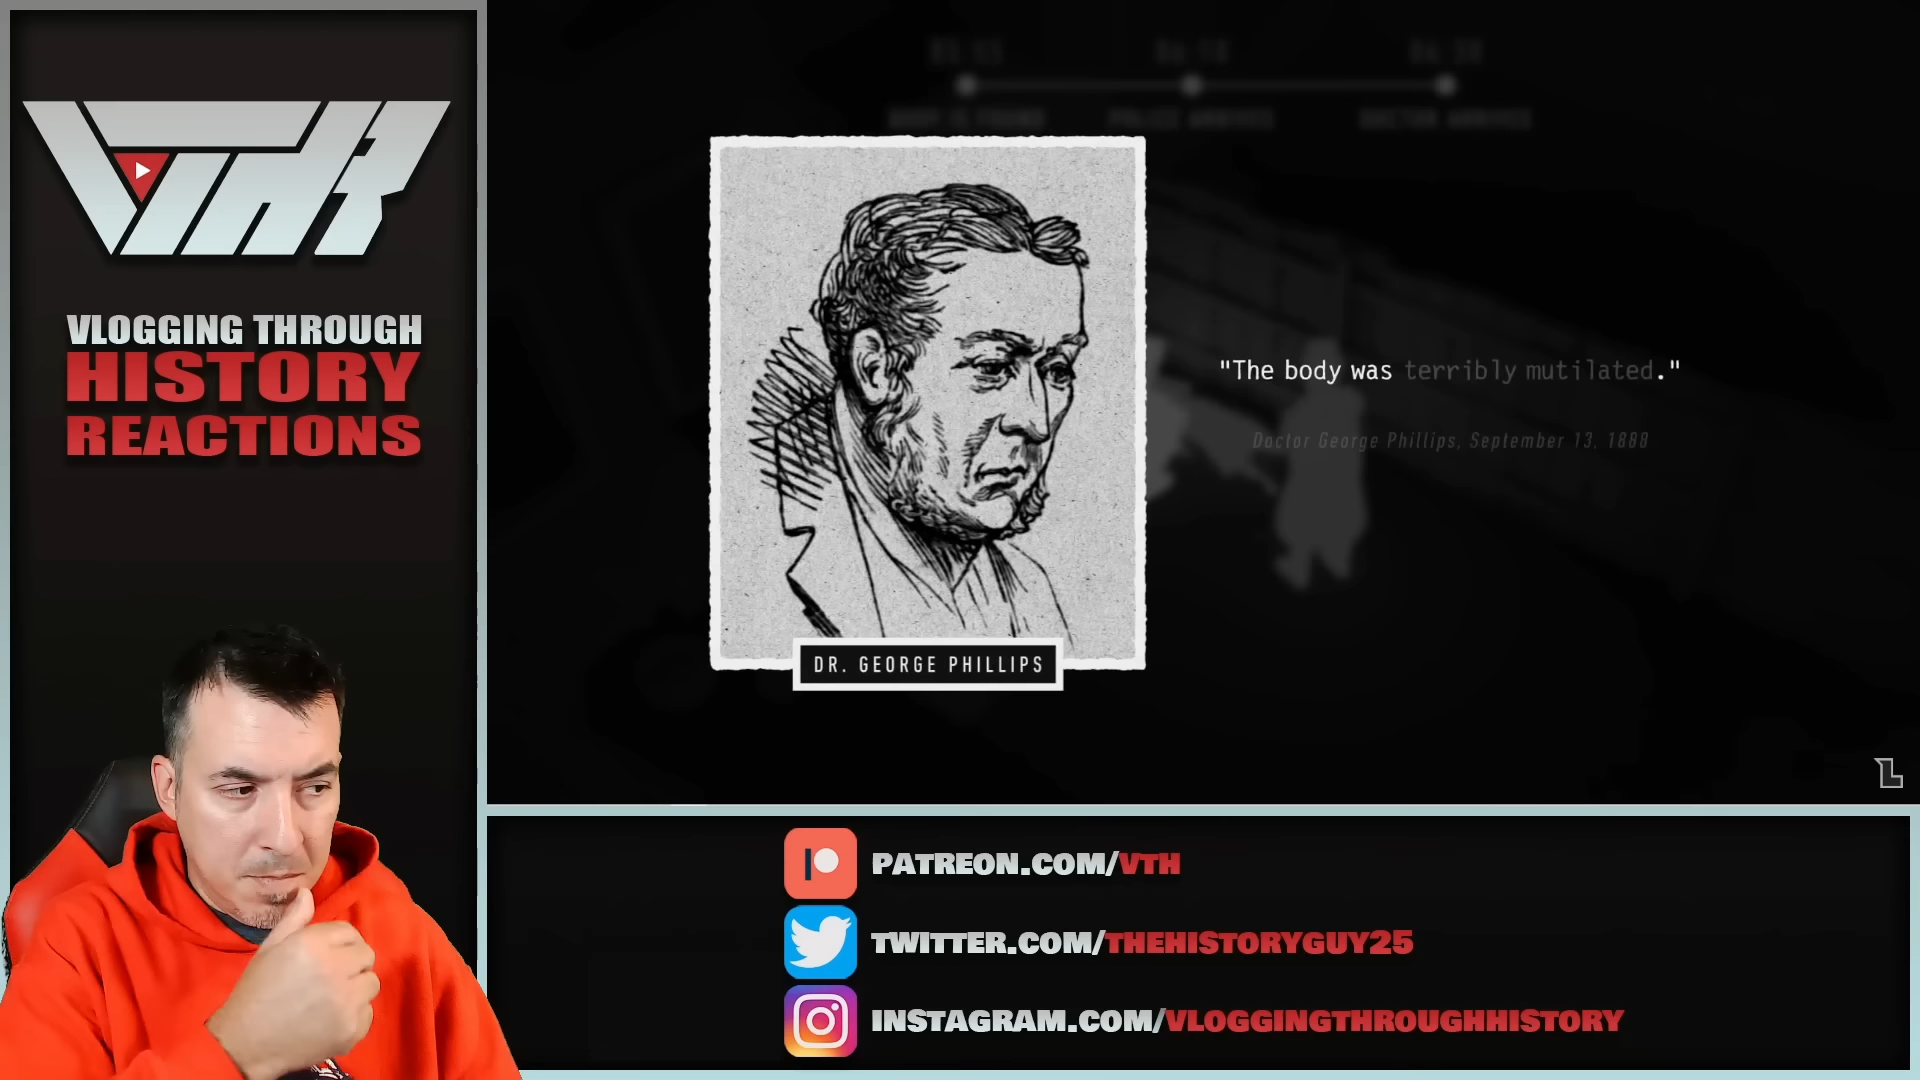 VTHR
VLOGGING THROUGH
HISTORY
REACTIONS
"The body was terribly mutilated."
Doctor George Phillips, September 13, 1888
DR. GEORGE PHILLIPS
PATREON.COM/VTH
TWITTER.COM/THEHISTORYGUY25
INSTAGRAM.COM/VLOGGINGTHROUGHHISTORY